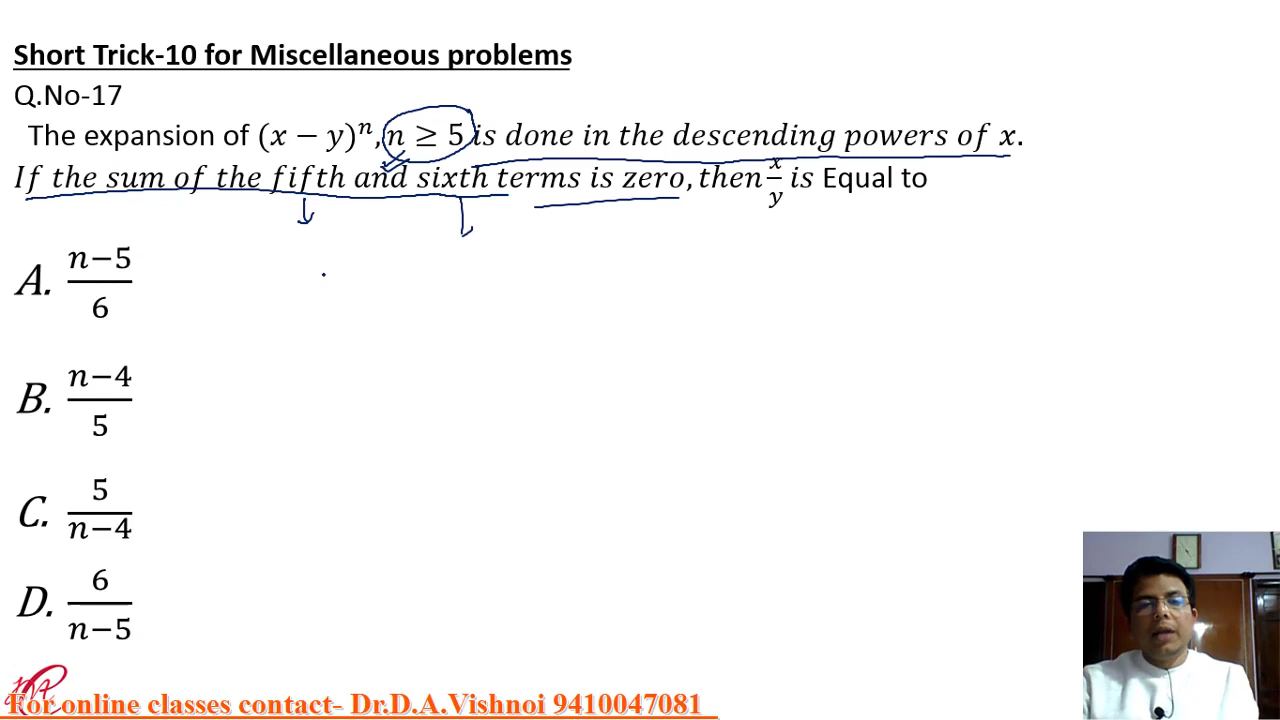 Short Trick-10 for Miscellaneous problems
Q.No-17
The expansion of (x − y)ⁿ, n ≥ 5 is done in the descending powers of x.
If the sum of the fifth and sixth terms is zero, then x/y is Equal to
A. n−5/6
B. n−4/5
C. 5/n−4
D. 6/n−5
For online classes contact- Dr.D.A.Vishnoi 9410047081